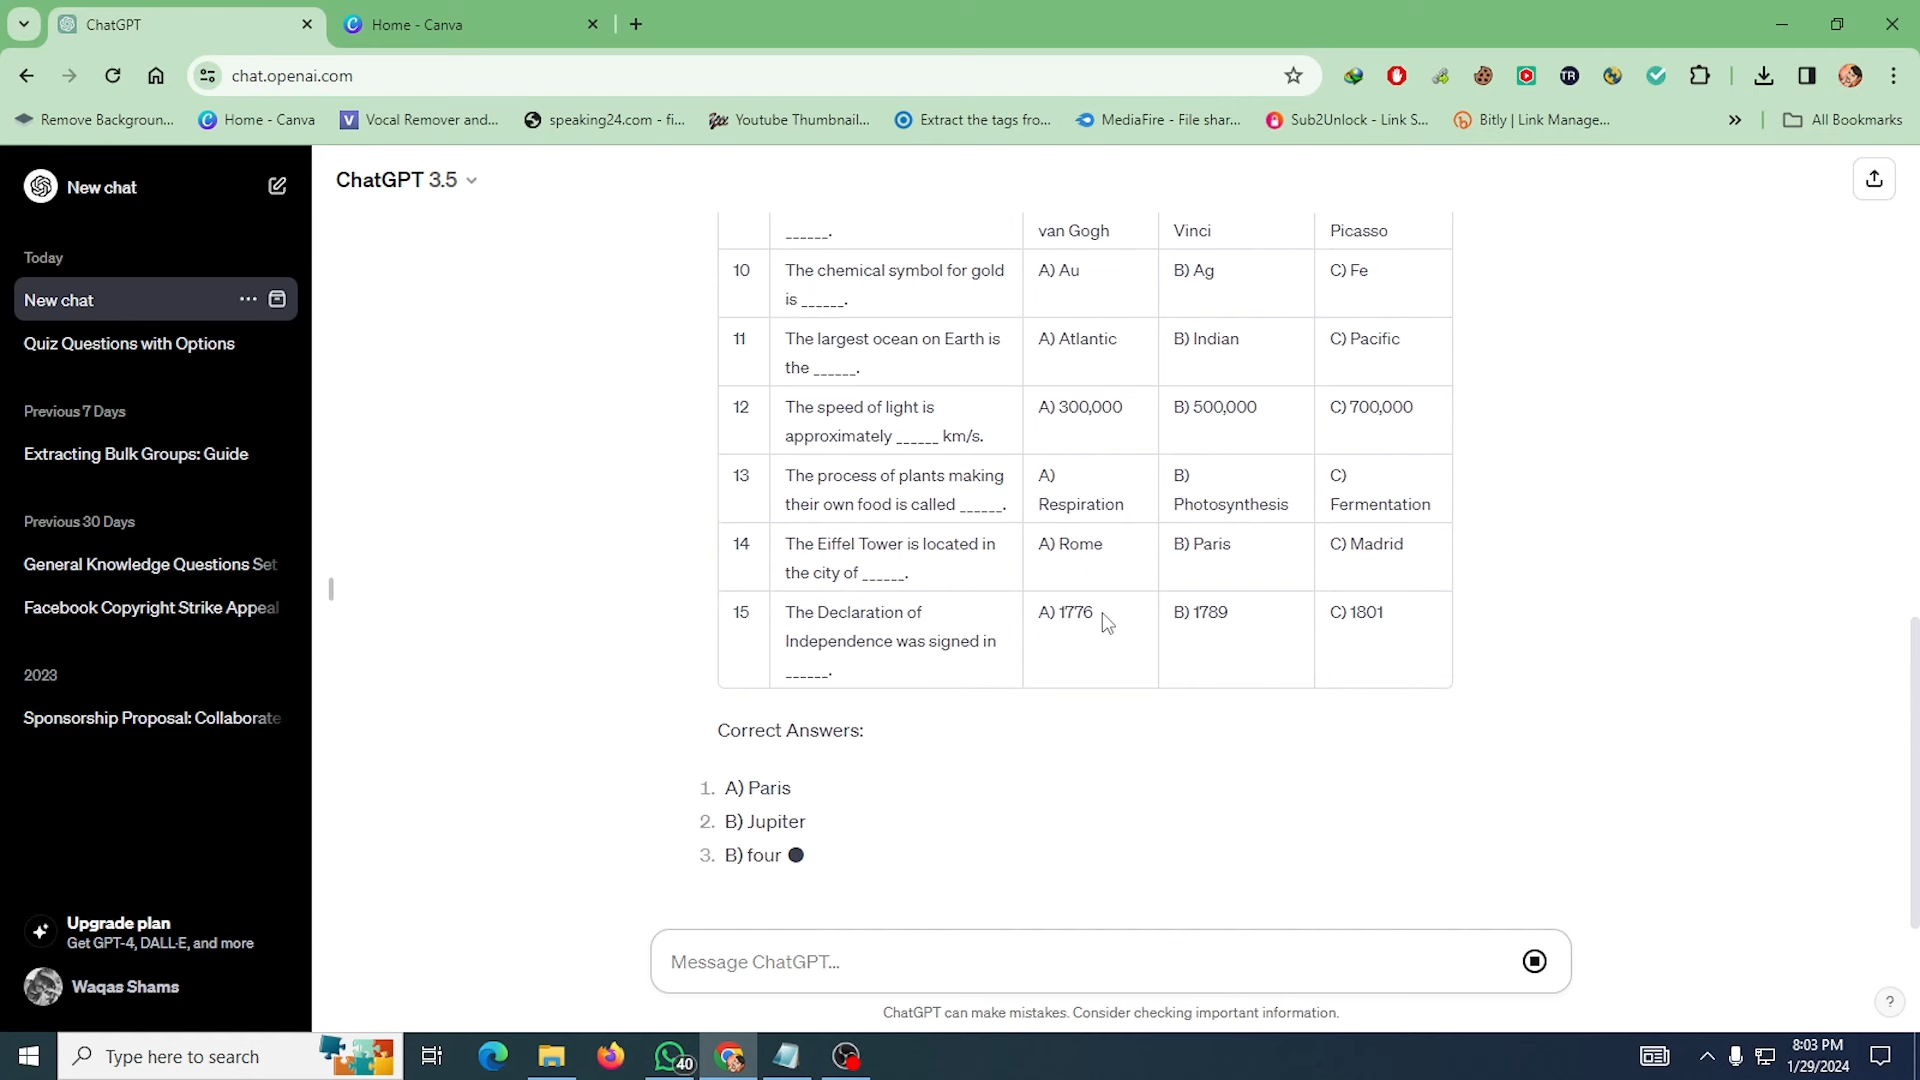 ChatGPT
Home - Canva
chat.openai.com
Remove Backgroun...
Home - Canva
Vocal Remover and...
speaking24.com - fi...
Youtube Thumbnail...
Extract the tags fro...
MediaFire - File shar...
Sub2Unlock - Link S...
Bitly | Link Manage...
»
All Bookmarks
New chat
Today
New chat
Quiz Questions with Options
Previous 7 Days
Extracting Bulk Groups: Guide
Previous 30 Days
General Knowledge Questions Set
Facebook Copyright Strike Appeal
2023
Sponsorship Proposal: Collaborate
Upgrade plan
Get GPT-4, DALL·E, and more
Waqas Shams
ChatGPT 3.5
______. van Gogh Vinci Picasso
10 The chemical symbol for gold A) Au B) Ag C) Fe
is ______.
11 The largest ocean on Earth is A) Atlantic B) Indian C) Pacific
the ______.
12 The speed of light is A) 300,000 B) 500,000 C) 700,000
approximately ______ km/s.
13 The process of plants making A) B) C)
their own food is called ______. Respiration Photosynthesis Fermentation
14 The Eiffel Tower is located in A) Rome B) Paris C) Madrid
the city of ______.
15 The Declaration of A) 1776 B) 1789 C) 1801
Independence was signed in
______.
Correct Answers:
1. A) Paris
2. B) Jupiter
3. B) four
Message ChatGPT...
ChatGPT can make mistakes. Consider checking important information.
?
Type here to search
40
8:03 PM
1/29/2024